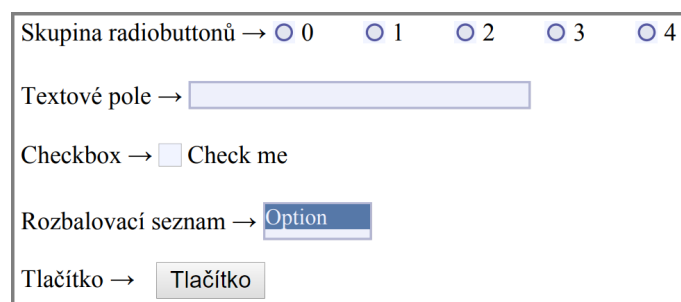 Skupina radiobuttonů → 0 1 2 3 4
Textové pole →
Checkbox → Check me
Rozbalovací seznam → Option
Tlačítko → Tlačítko